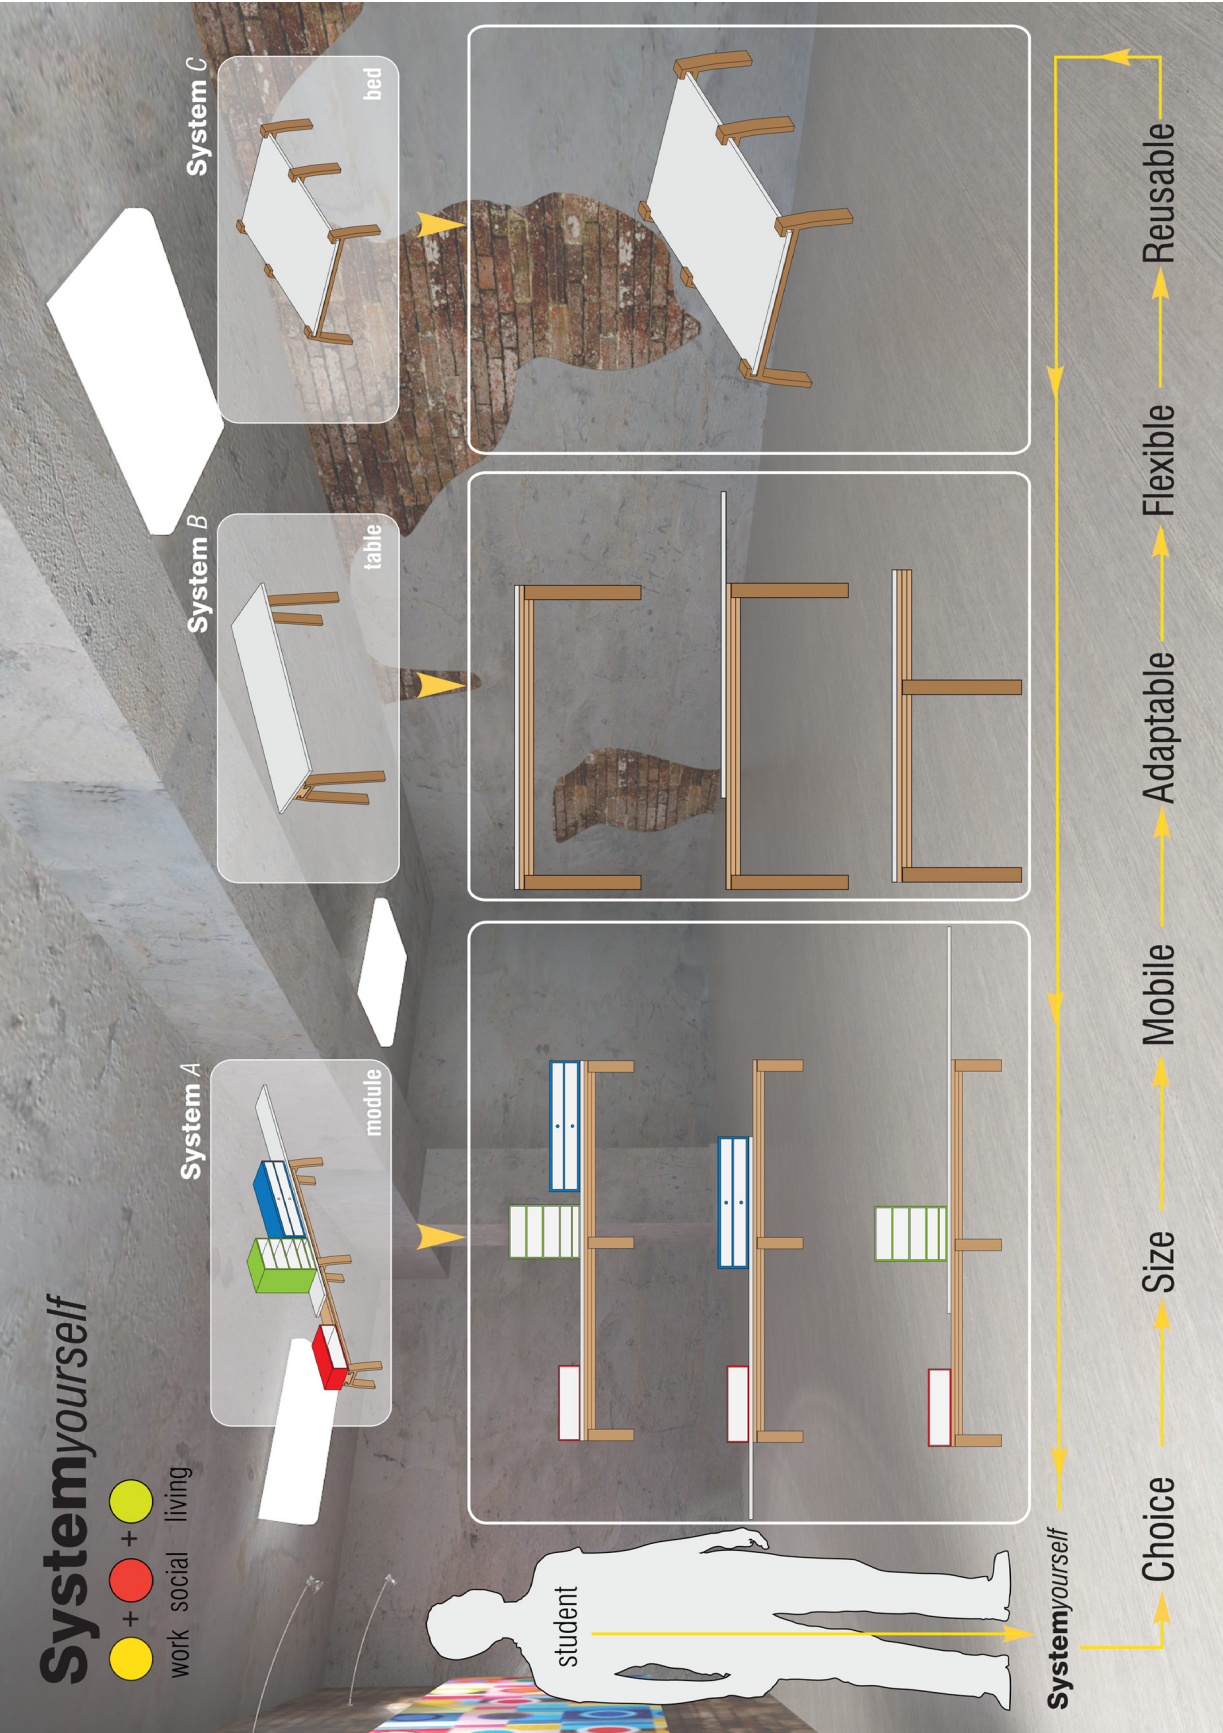 Systemyourself
+ +
work social living
System A
module
System B
table
System C
bed
student
Systemyourself
Choice Size Mobile Adaptable Flexible Reusable